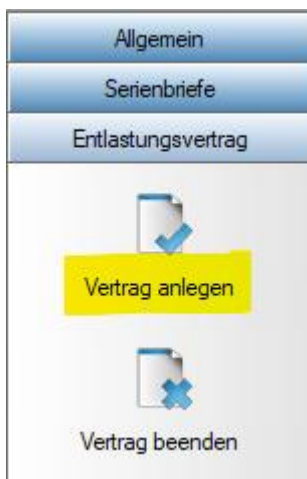 Allgemein
Serienbriefe
Entlastungsvertrag
Vertrag anlegen
Vertrag beenden